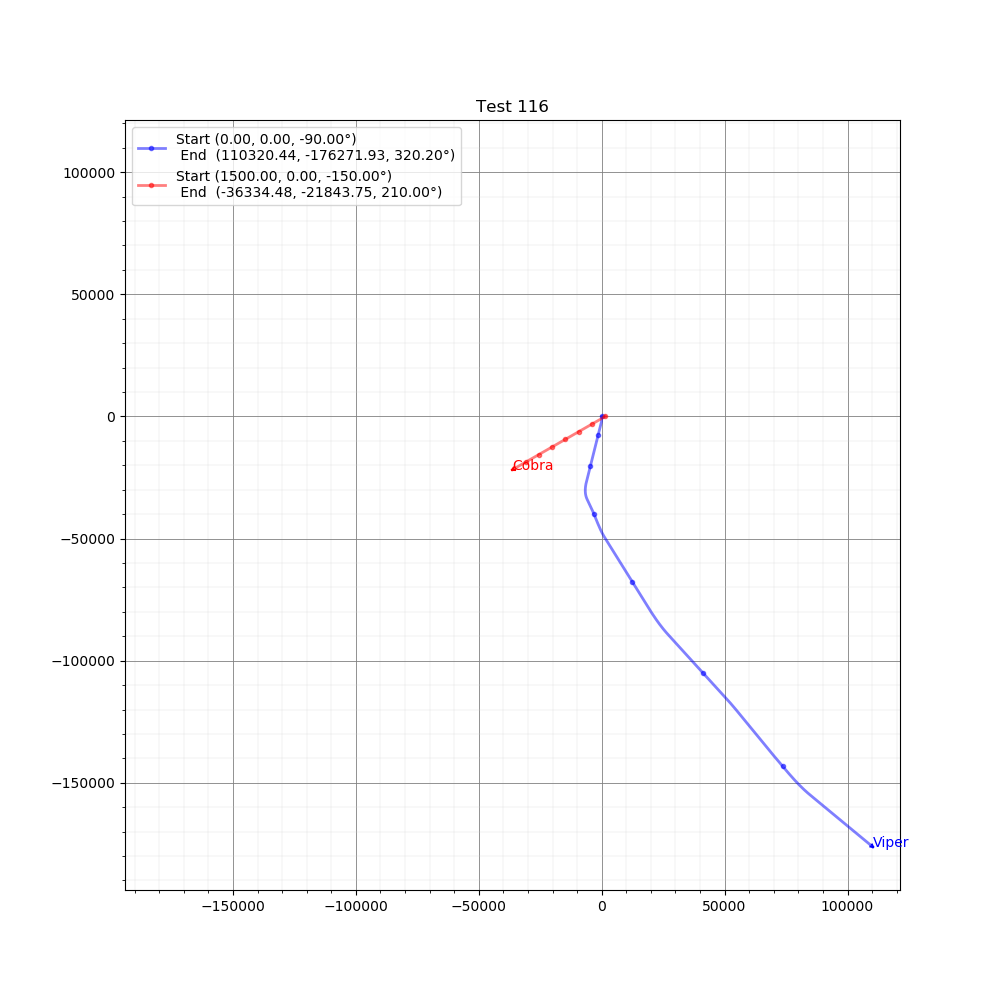 Test 116
Start (0.00, 0.00, -90.00°)
End (110320.44, -176271.93, 320.20°)
Start (1500.00, 0.00, -150.00°)
End (-36334.48, -21843.75, 210.00°)
100000
50000
0
−50000
−100000
−150000
Cobra
Viper
−150000
−100000
−50000
0
50000
100000